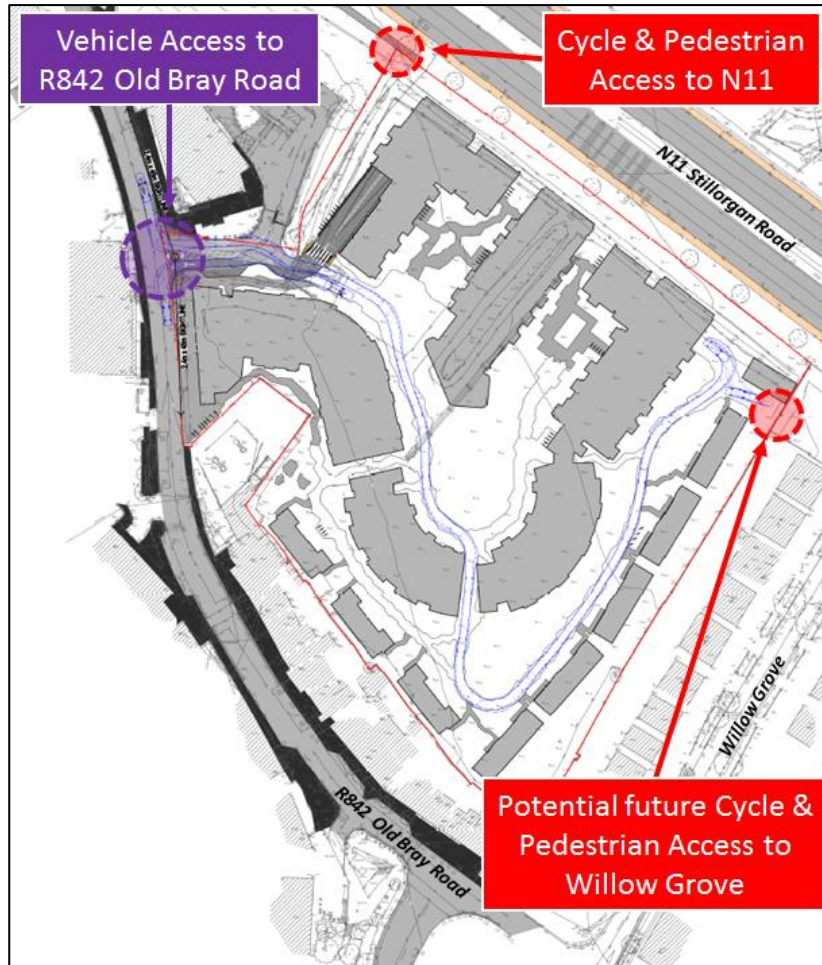 Vehicle Access to
R842 Old Bray Road
Cycle & Pedestrian
Access to N11
N11 Stillorgan Road
Willow Grove
Potential future Cycle &
Pedestrian Access to
Willow Grove
R842 Old Bray Road